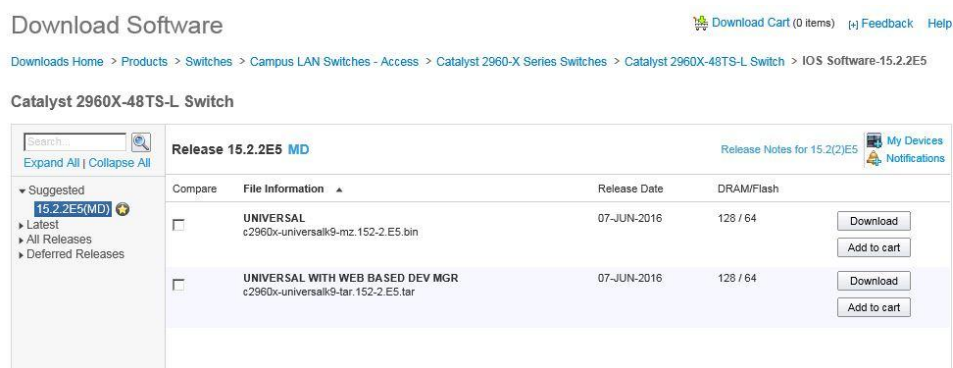 Download Software
Download Cart (0 items) [+] Feedback Help
Downloads Home > Products > Switches > Campus LAN Switches - Access > Catalyst 2960-X Series Switches > Catalyst 2960X-48TS-L Switch > IOS Software-15.2.2E5
Catalyst 2960X-48TS-L Switch
Search...
Expand All | Collapse All
Suggested
15.2.2E5(MD)
Latest
All Releases
Deferred Releases
Release 15.2.2E5 MD
Release Notes for 15.2(2)E5
My Devices
Notifications
Compare File Information Release Date DRAM/Flash
UNIVERSAL 07-JUN-2016 128 / 64 Download
c2960x-universalk9-mz.152-2.E5.bin
Add to cart
UNIVERSAL WITH WEB BASED DEV MGR 07-JUN-2016 128 / 64 Download
c2960x-universalk9-tar.152-2.E5.tar
Add to cart